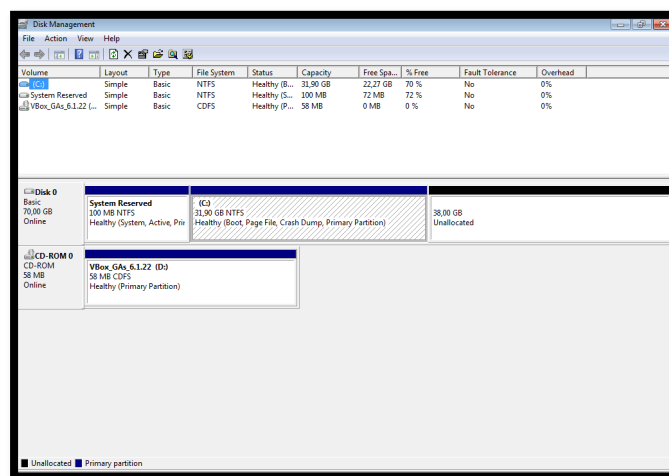 Disk Management
File Action View Help
Volume Layout Type File System Status Capacity Free Spa... % Free Fault Tolerance Overhead
(C:) Simple Basic NTFS Healthy (B... 31,90 GB 22,27 GB 70 % No 0%
System Reserved Simple Basic NTFS Healthy (S... 100 MB 72 MB 72 % No 0%
VBox_GAs_6.1.22 (... Simple Basic CDFS Healthy (P... 58 MB 0 MB 0 % No 0%
Disk 0
Basic
70,00 GB
Online
System Reserved
100 MB NTFS
Healthy (System, Active, Pri
(C:)
31,90 GB NTFS
Healthy (Boot, Page File, Crash Dump, Primary Partition)
38,00 GB
Unallocated
CD-ROM 0
CD-ROM
58 MB
Online
VBox_GAs_6.1.22 (D:)
58 MB CDFS
Healthy (Primary Partition)
Unallocated Primary partition